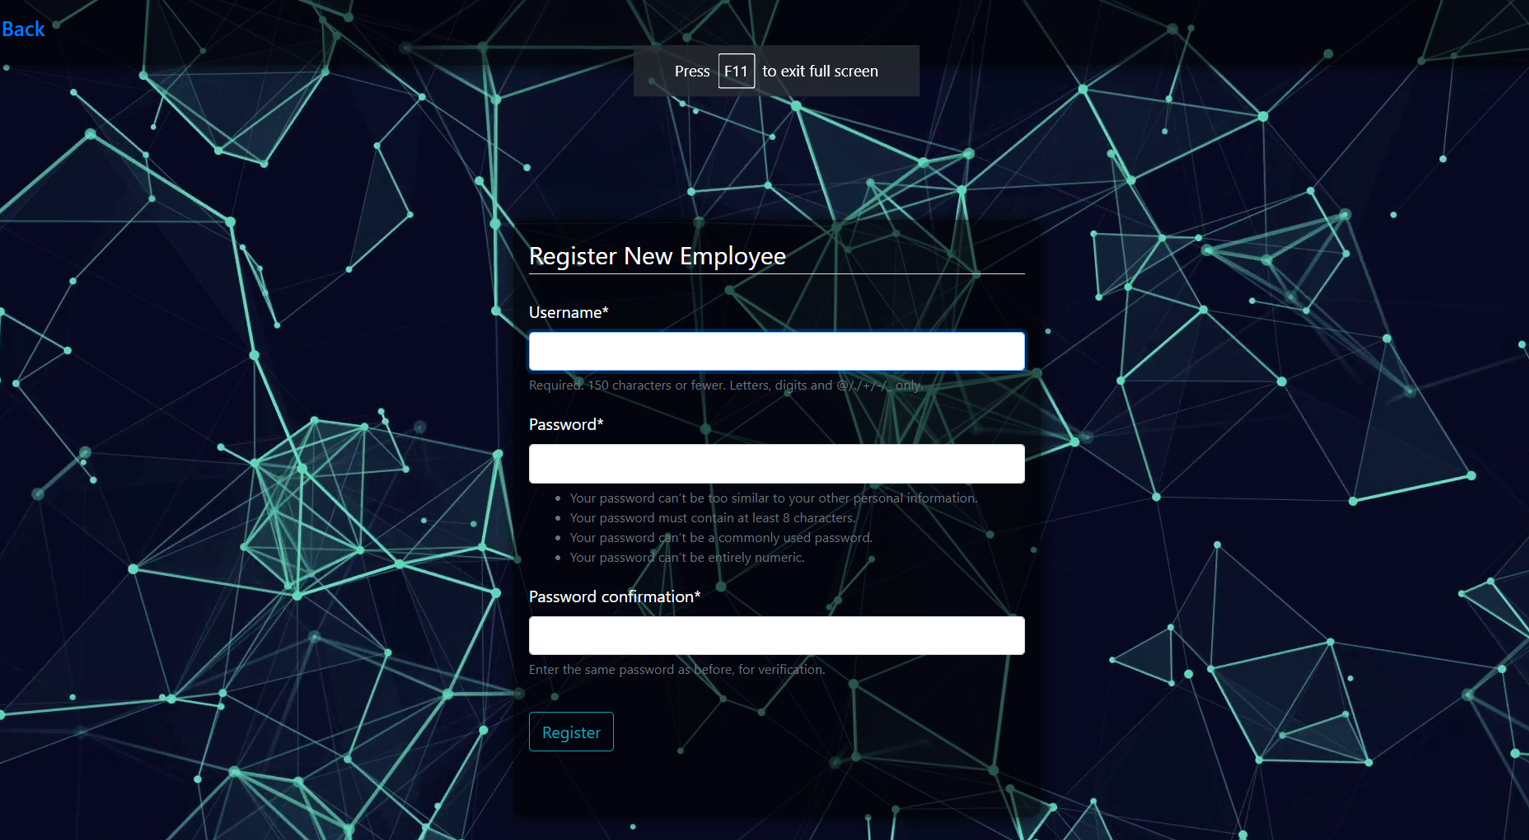 Back
Press F11 to exit full screen
Register New Employee
Username*
Required. 150 characters or fewer. Letters, digits and @/./+/-/_ only.
Password*
Your password can't be too similar to your other personal information.
Your password must contain at least 8 characters.
Your password can't be a commonly used password.
Your password can't be entirely numeric.
Password confirmation*
Enter the same password as before, for verification.
Register